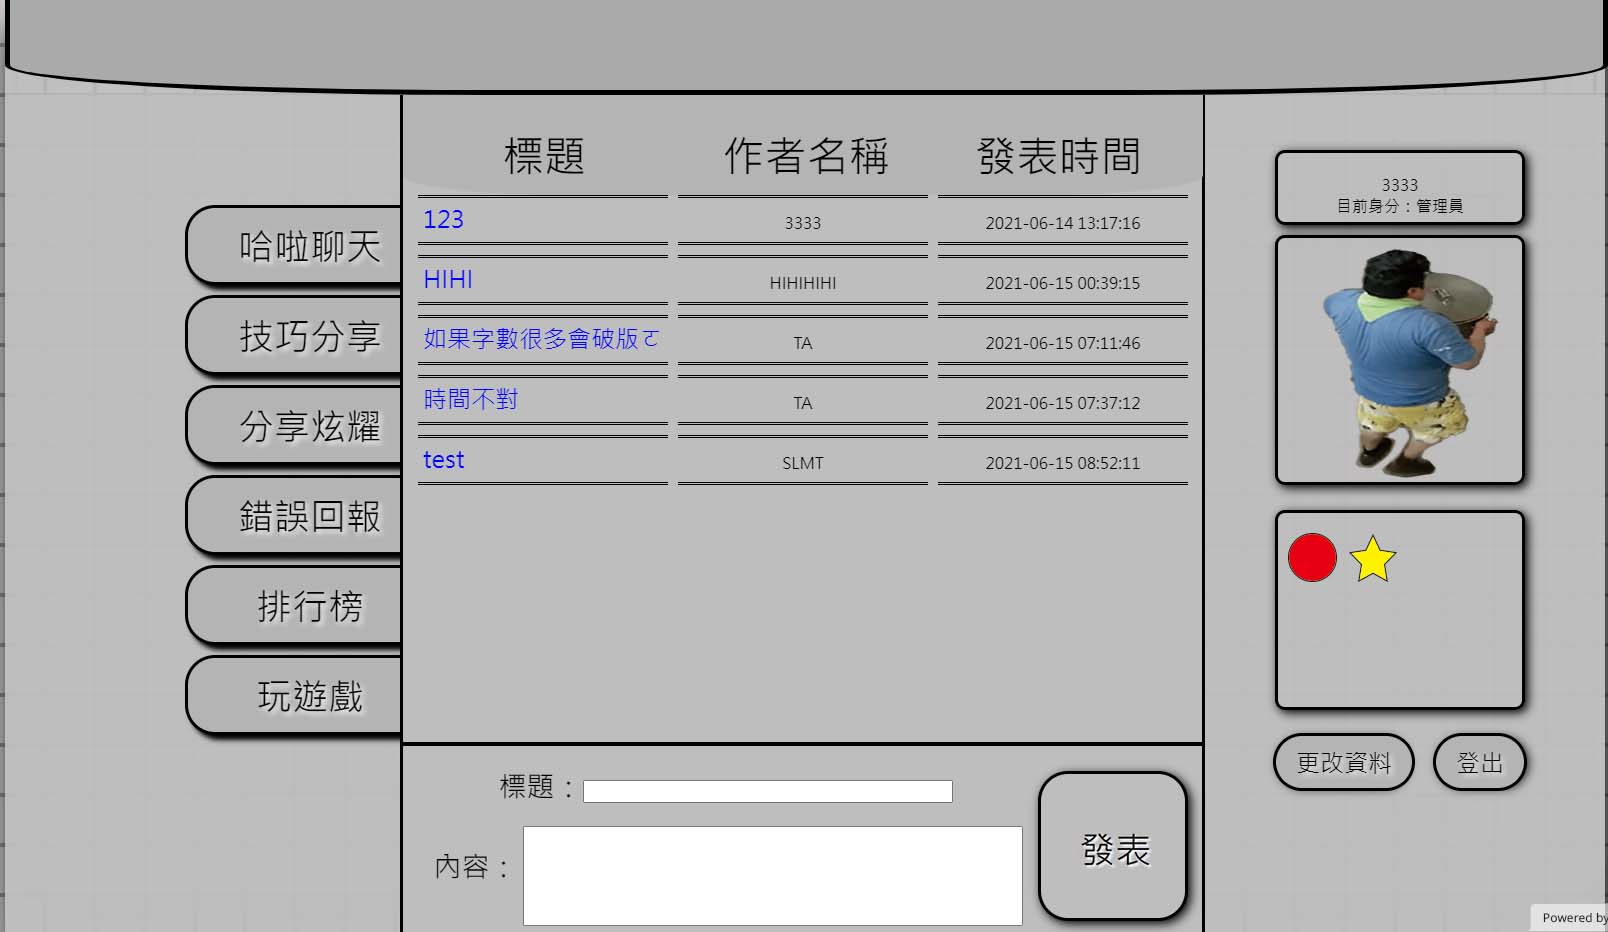 標題 作者名稱 發表時間
123 3333 2021-06-14 13:17:16
HIHI HIHIHIHI 2021-06-15 00:39:15
如果字數很多會破版ㄛ TA 2021-06-15 07:11:46
時間不對 TA 2021-06-15 07:37:12
test SLMT 2021-06-15 08:52:11
哈啦聊天
技巧分享
分享炫耀
錯誤回報
排行榜
玩遊戲
3333
目前身分：管理員
更改資料 登出
標題：
內容：
發表
Powered by